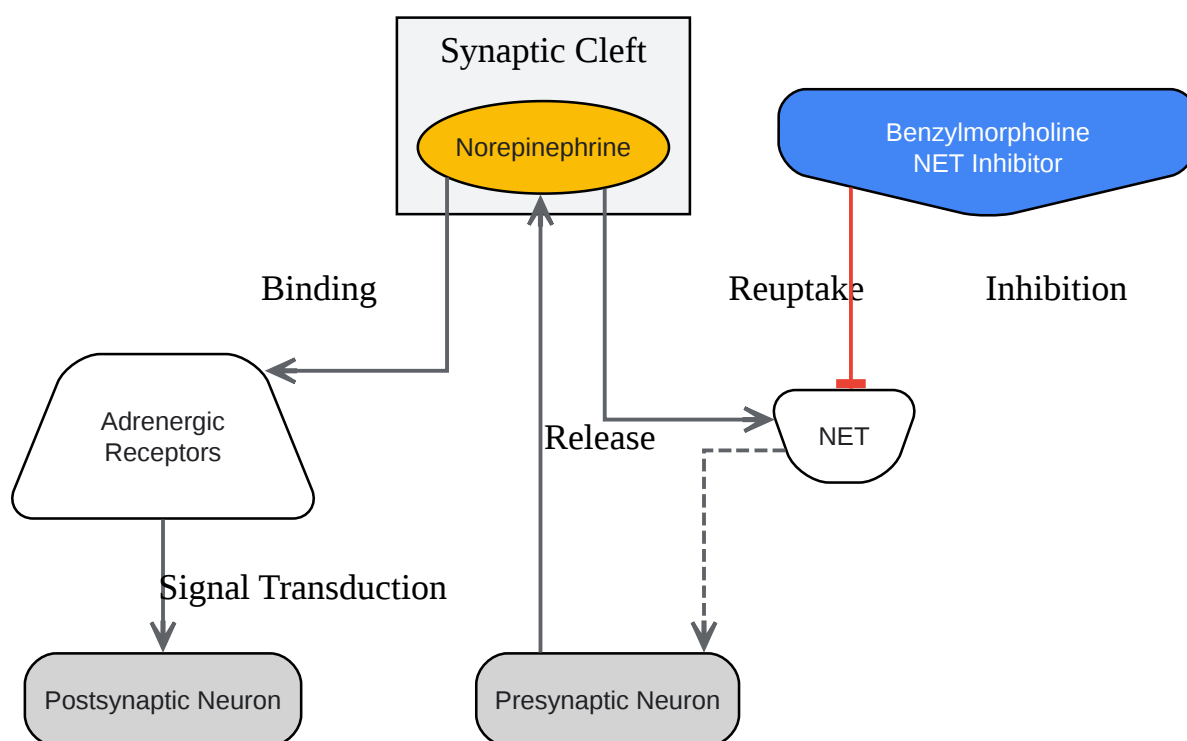 Synaptic Cleft
Norepinephrine
Benzylmorpholine
NET Inhibitor
Binding
Reuptake
Inhibition
Adrenergic
Receptors
Release
NET
Signal Transduction
Postsynaptic Neuron
Presynaptic Neuron